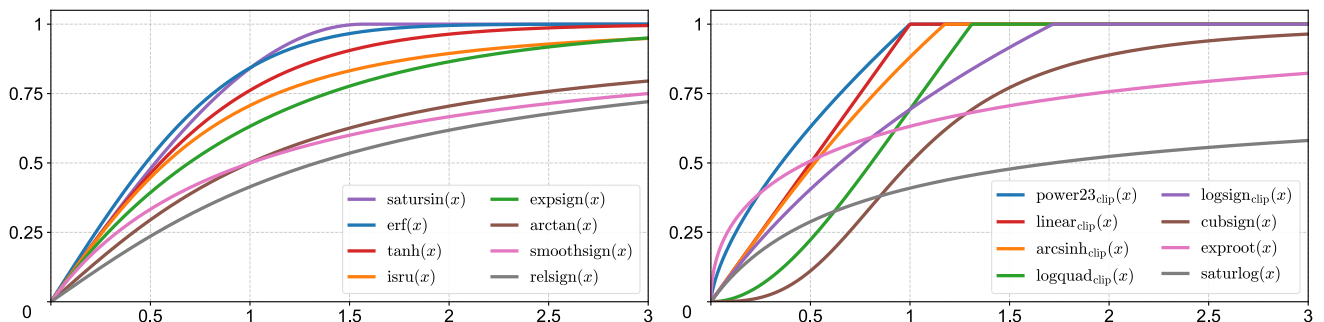 1
0.75
0.5
0.25
0
0.5 1 1.5 2 2.5 3
satursin(x) expsign(x)
erf(x) arctan(x)
tanh(x) smoothsign(x)
isru(x) relsign(x)
1
0.75
0.5
0.25
0
0.5 1 1.5 2 2.5 3
power23clip(x) logsignclip(x)
linearclip(x) cubsign(x)
arcsinhclip(x) exproot(x)
logquadclip(x) saturlog(x)